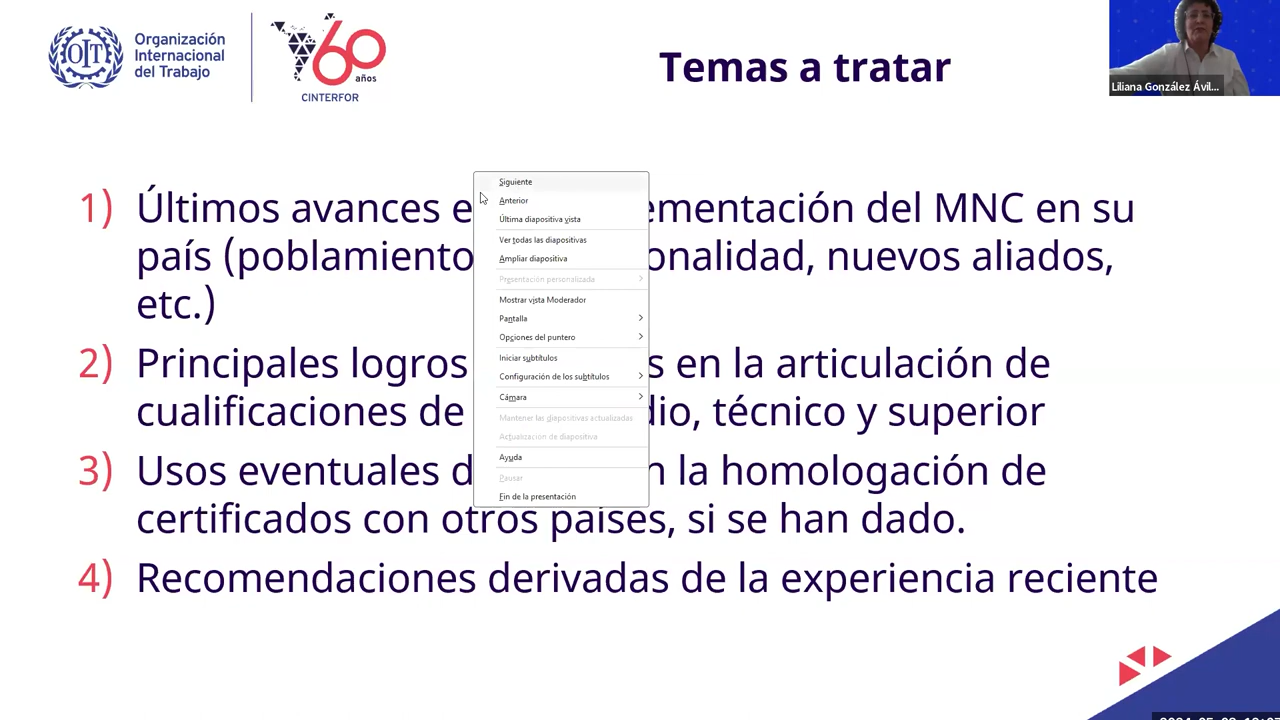 Organización
Internacional
del Trabajo
OIT
60
años
CINTERFOR
Temas a tratar
Liliana González Ávil...
1) Últimos avances e ementación del MNC en su
país (poblamiento onalidad, nuevos aliados,
etc.)
2) Principales logros s en la articulación de
cualificaciones de dio, técnico y superior
3) Usos eventuales d n la homologación de
certificados con otros países, si se han dado.
4) Recomendaciones derivadas de la experiencia reciente
Siguiente
Anterior
Última diapositiva vista
Ver todas las diapositivas
Ampliar diapositiva
Presentación personalizada
Mostrar vista Moderador
Pantalla
Opciones del puntero
Iniciar subtítulos
Configuración de los subtítulos
Cámara
Mantener las diapositivas actualizadas
Actualización de diapositiva
Ayuda
Pausar
Fin de la presentación